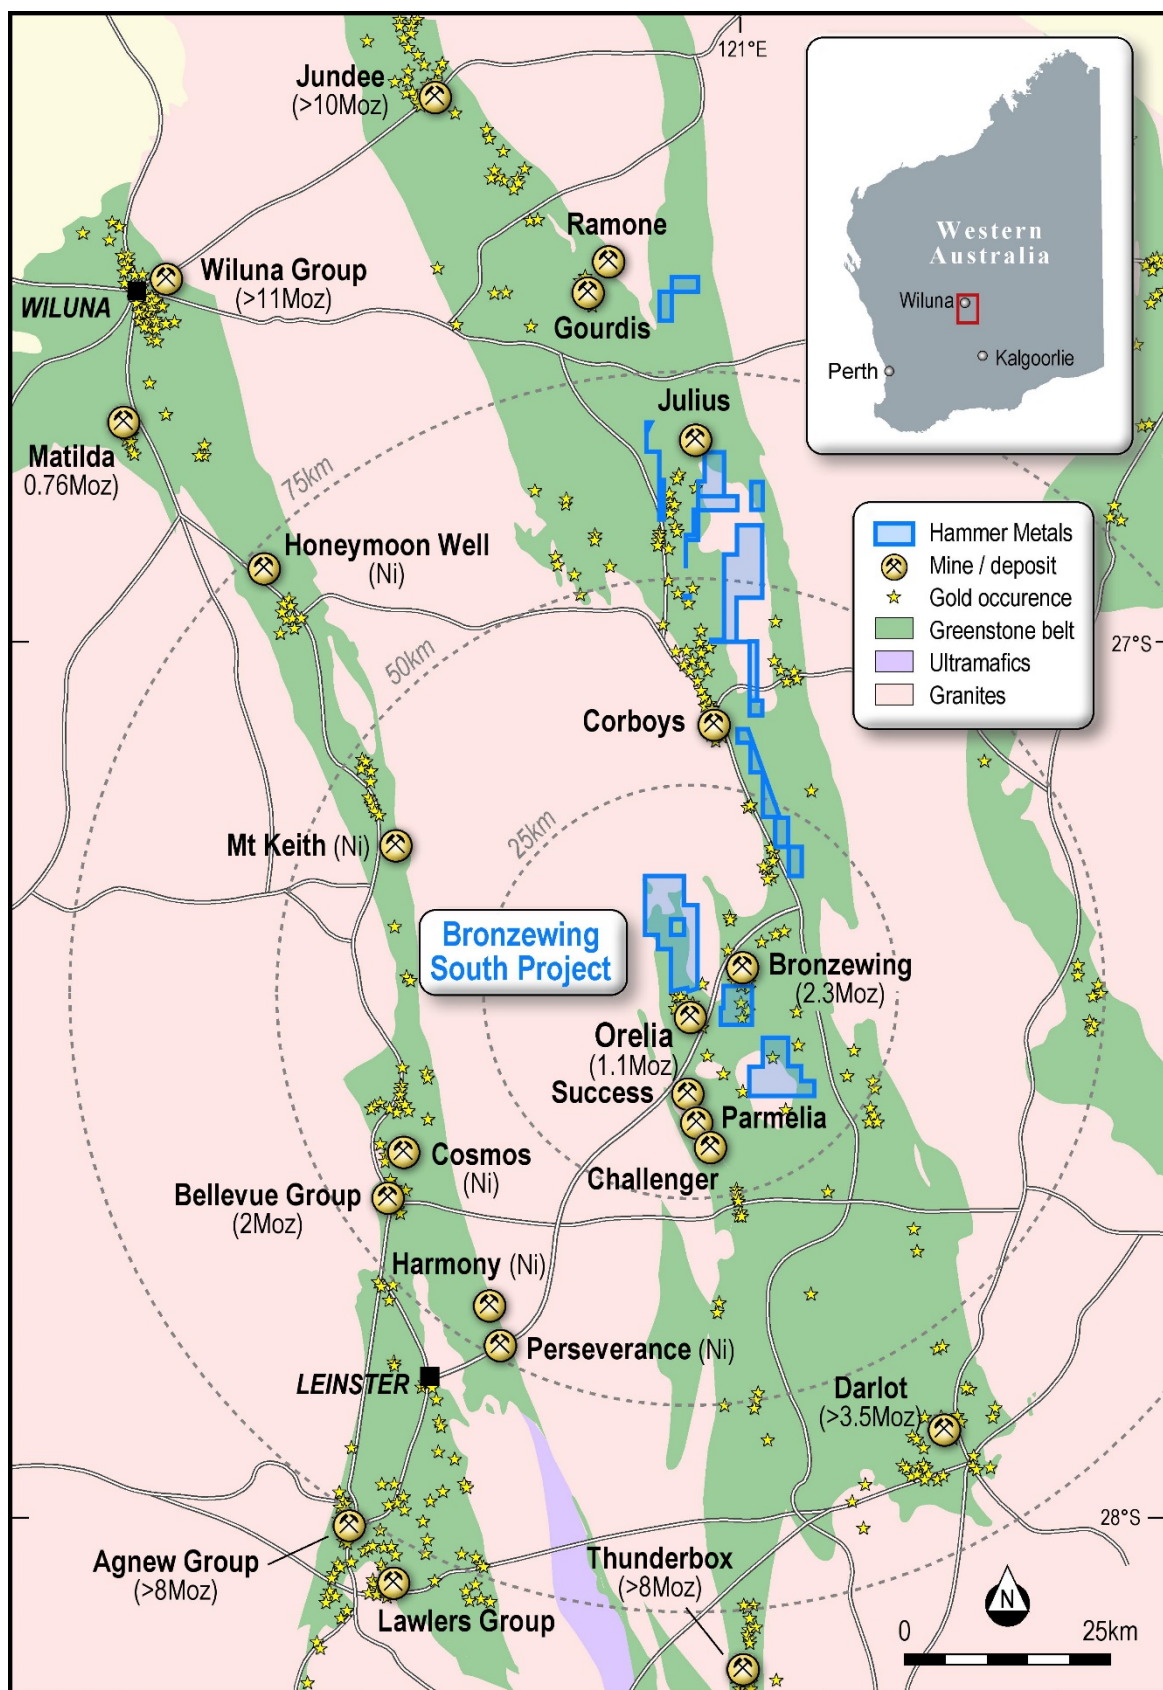 121°E
Jundee
(>10Moz)
Ramone
Wiluna Group
(>11Moz)
WILUNA
Gourdis
Western
Australia
Wiluna
Kalgoorlie
Perth
Julius
Matilda
0.76Moz)
75km
Honeymoon Well
(Ni)
Hammer Metals
Mine / deposit
Gold occurence
Greenstone belt
Ultramafics
Granites
27°S
50km
Corboys
25km
Mt Keith (Ni)
Bronzewing
South Project
Bronzewing
(2.3Moz)
Orelia
(1.1Moz)
Success
Parmelia
Challenger
Cosmos
(Ni)
Bellevue Group
(2Moz)
Harmony (Ni)
Perseverance (Ni)
LEINSTER
Darlot
(>3.5Moz)
28°S
Agnew Group
(>8Moz)
Thunderbox
(>8Moz)
Lawlers Group
N
0 25km